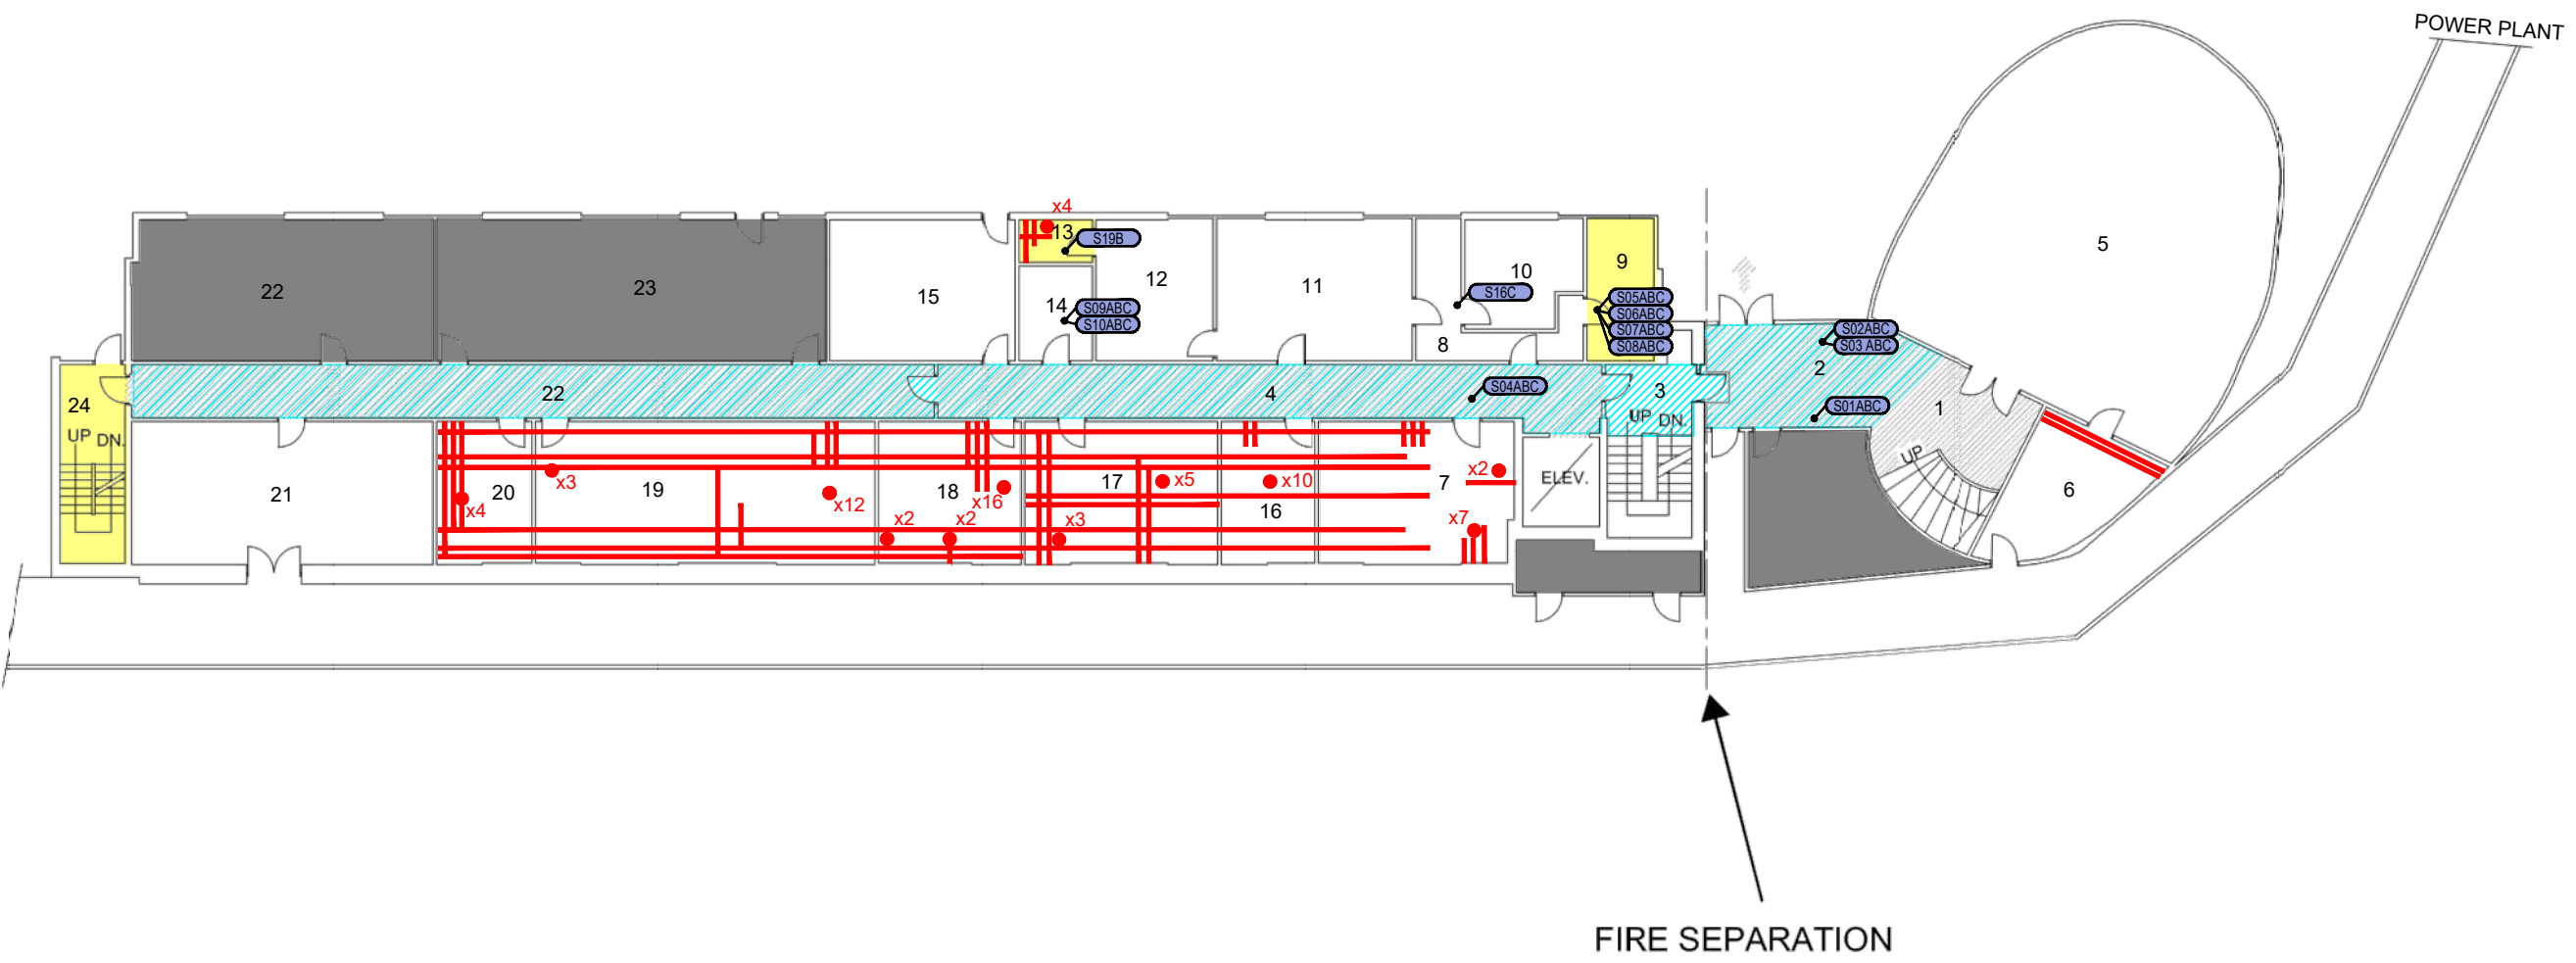 POWER PLANT
x4
13
S19B
5
12
10
9
11
22
23
15
14
S09ABC
S10ABC
S16C
S05ABC
S06ABC
S07ABC
S08ABC
8
S02ABC
S03 ABC
2
24
22
4
S04ABC
3
S01ABC
1
UP DN.
UP DN.
UP
x3
x4
20
19
x12
18
x16
17
x5
x10
16
7
x2
ELEV.
6
21
x2
x2
x3
x7
FIRE SEPARATION